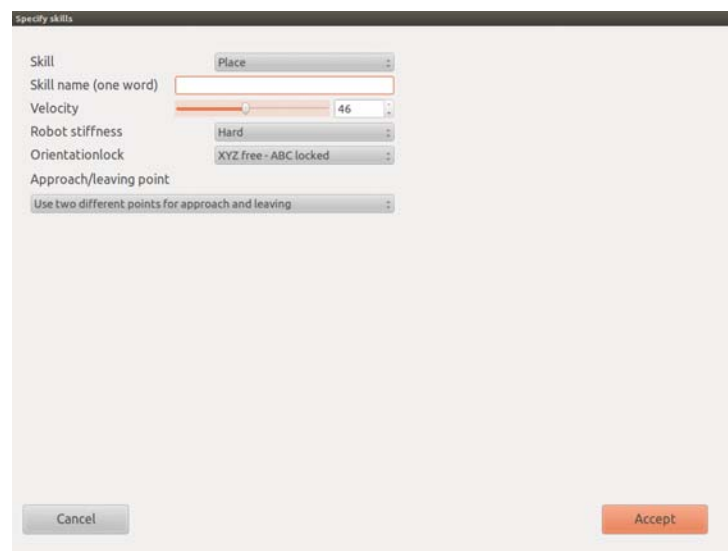 Specify skills
Skill Place
Skill name (one word)
Velocity 46
Robot stiffness Hard
Orientationlock XYZ free - ABC locked
Approach/leaving point
Use two different points for approach and leaving
Cancel Accept